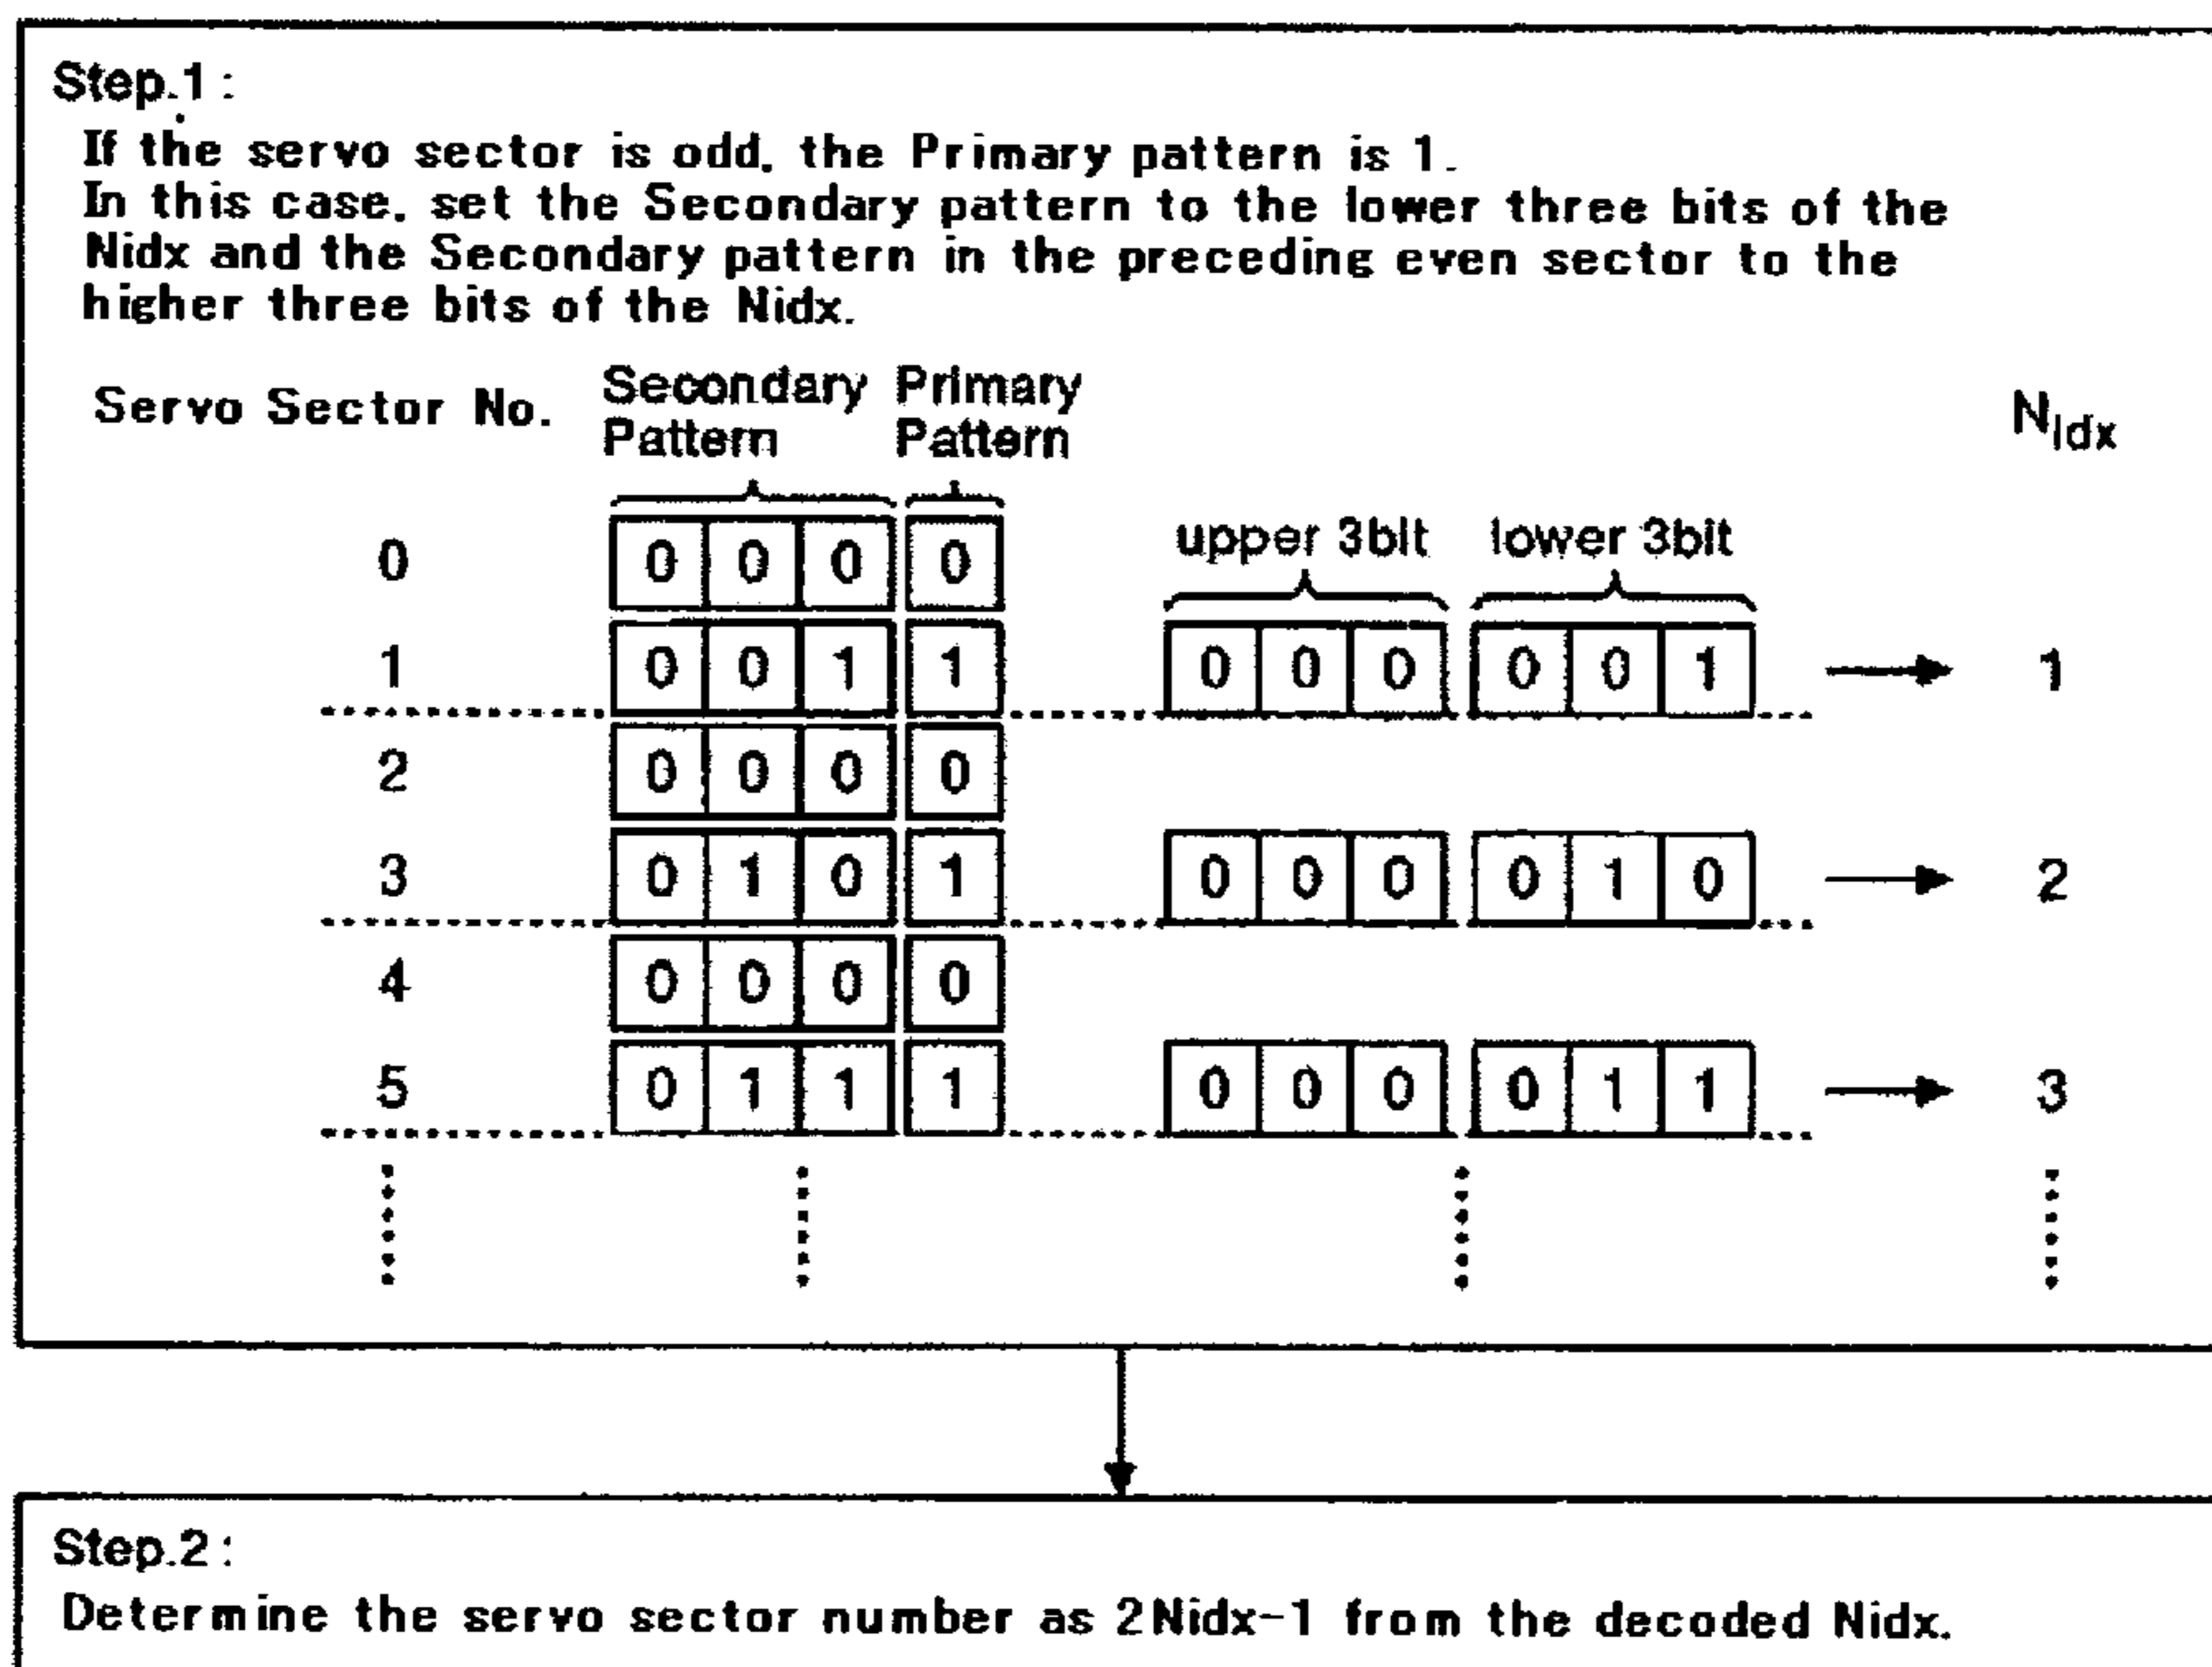 Step.1:
If the servo sector is odd, the Primary pattern is 1.
In this case, set the Secondary pattern to the lower three bits of the
Nidx and the Secondary pattern in the preceding even sector to the
higher three bits of the Nidx.
Servo Sector No. Secondary Pattern Primary Pattern NIdx
upper 3bit lower 3bit
0 0 0 0 0
1 0 0 1 1 0 0 0 0 0 1 1
2 0 0 0 0
3 0 1 0 1 0 0 0 0 1 0 2
4 0 0 0 0
5 0 1 1 1 0 0 0 0 1 1 3
Step.2:
Determine the servo sector number as 2Nidx-1 from the decoded Nidx.